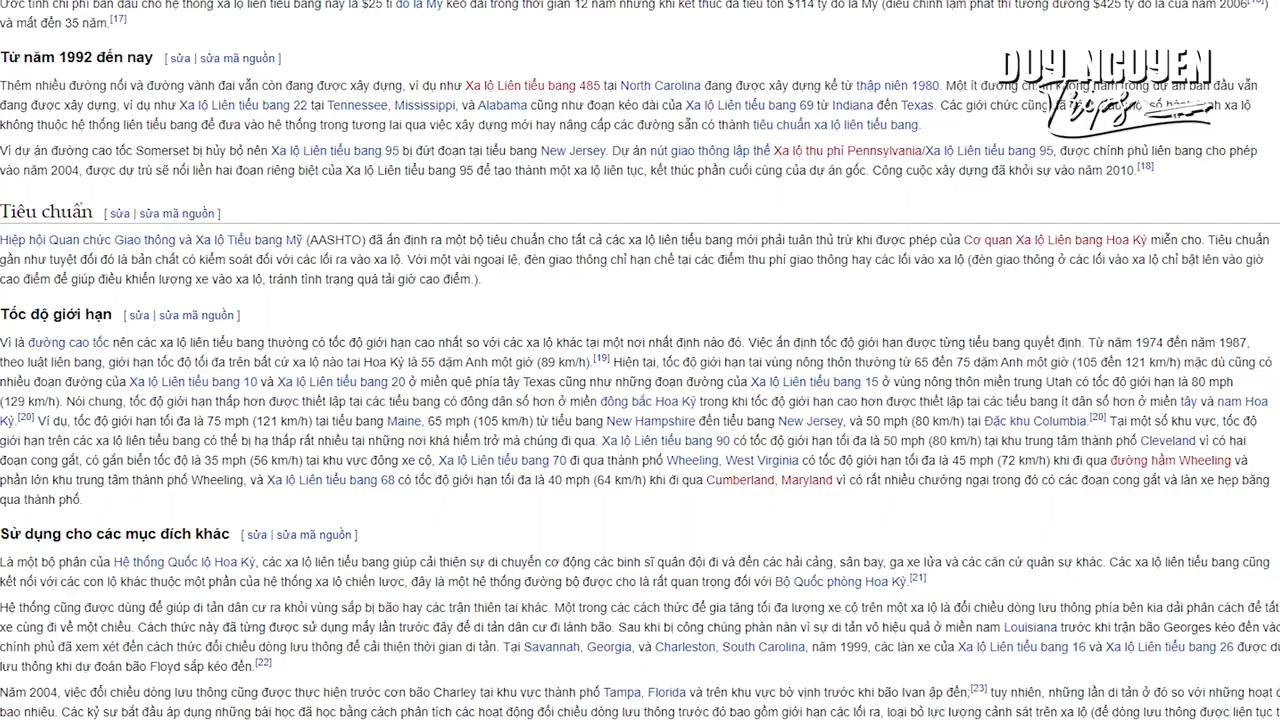 Ước tính chi phí ban đầu cho hệ thống xa lộ liên tiểu bang này là $25 tỉ đô la Mỹ kéo dài trong thời gian 12 năm nhưng khi kết thúc đã tiêu tốn $114 tỷ đô la Mỹ (điều chỉnh lạm phát thì tương đương $425 tỷ đô la của năm 2006
và mất đến 35 năm.[17]
Từ năm 1992 đến nay [ sửa | sửa mã nguồn ]
DUY NGUYEN
Vlogs
Thêm nhiều đường nối và đường vành đai vẫn còn đang được xây dựng, ví dụ như Xa lộ Liên tiểu bang 485 tại North Carolina đang được xây dựng kể từ thập niên 1980. Một ít đường chính không nằm trong dự án ban đầu vẫn
đang được xây dựng, ví dụ như Xa lộ Liên tiểu bang 22 tại Tennessee, Mississippi, và Alabama cũng như đoạn kéo dài của Xa lộ Liên tiểu bang 69 từ Indiana đến Texas. Các giới chức cũng số xa lộ
không thuộc hệ thống liên tiểu bang để đưa vào hệ thống trong tương lai qua việc xây dựng mới hay nâng cấp các đường sẵn có thành tiêu chuẩn xa lộ liên tiểu bang.
Vì dự án đường cao tốc Somerset bị hủy bỏ nên Xa lộ Liên tiểu bang 95 bị đứt đoạn tại tiểu bang New Jersey. Dự án nút giao thông lập thể Xa lộ thu phí Pennsylvania/Xa lộ Liên tiểu bang 95, được chính phủ liên bang cho phép
vào năm 2004, được dự trù sẽ nối liền hai đoạn riêng biệt của Xa lộ Liên tiểu bang 95 để tạo thành một xa lộ liên tục, kết thúc phần cuối cùng của dự án gốc. Công cuộc xây dựng đã khởi sự vào năm 2010.[18]
Tiêu chuẩn [ sửa | sửa mã nguồn ]
Hiệp hội Quan chức Giao thông và Xa lộ Tiểu bang Mỹ (AASHTO) đã ấn định ra một bộ tiêu chuẩn cho tất cả các xa lộ liên tiểu bang mới phải tuân thủ trừ khi được phép của Cơ quan Xa lộ Liên bang Hoa Kỳ miễn cho. Tiêu chuẩn
gần như tuyệt đối đó là bản chất có kiểm soát đối với các lối ra vào xa lộ. Với một vài ngoại lệ, đèn giao thông chỉ hạn chế tại các điểm thu phí giao thông hay các lối vào xa lộ (đèn giao thông ở các lối vào xa lộ chỉ bật lên vào giờ
cao điểm để giúp điều khiển lượng xe vào xa lộ, tránh tình trạng quá tải giờ cao điểm.).
Tốc độ giới hạn [ sửa | sửa mã nguồn ]
Vì là đường cao tốc nên các xa lộ liên tiểu bang thường có tốc độ giới hạn cao nhất so với các xa lộ khác tại một nơi nhất định nào đó. Việc ấn định tốc độ giới hạn được từng tiểu bang quyết định. Từ năm 1974 đến năm 1987,
theo luật liên bang, giới hạn tốc độ tối đa trên bất cứ xa lộ nào tại Hoa Kỳ là 55 dặm Anh một giờ (89 km/h).[19] Hiện tại, tốc độ giới hạn tại vùng nông thôn thường từ 65 đến 75 dặm Anh một giờ (105 đến 121 km/h) mặc dù cũng có
nhiều đoạn đường của Xa lộ Liên tiểu bang 10 và Xa lộ Liên tiểu bang 20 ở miền quê phía tây Texas cũng như những đoạn đường của Xa lộ Liên tiểu bang 15 ở vùng nông thôn miền trung Utah có tốc độ giới hạn là 80 mph
(129 km/h). Nói chung, tốc độ giới hạn thấp hơn được thiết lập tại các tiểu bang có đông dân số hơn ở miền đông bắc Hoa Kỳ trong khi tốc độ giới hạn cao hơn được thiết lập tại các tiểu bang ít dân số hơn ở miền tây và nam Hoa
Kỳ.[20] Ví dụ, tốc độ giới hạn tối đa là 75 mph (121 km/h) tại tiểu bang Maine, 65 mph (105 km/h) từ tiểu bang New Hampshire đến tiểu bang New Jersey, và 50 mph (80 km/h) tại Đặc khu Columbia.[20] Tại một số khu vực, tốc độ
giới hạn trên các xa lộ liên tiểu bang có thể bị hạ thấp rất nhiều tại những nơi khá hiểm trở mà chúng đi qua. Xa lộ Liên tiểu bang 90 có tốc độ giới hạn tối đa là 50 mph (80 km/h) tại khu trung tâm thành phố Cleveland vì có hai
đoạn cong gắt, có gắn biển tốc độ là 35 mph (56 km/h) tại khu vực đông xe cộ, Xa lộ Liên tiểu bang 70 đi qua thành phố Wheeling, West Virginia có tốc độ giới hạn tối đa là 45 mph (72 km/h) khi đi qua đường hầm Wheeling và
phần lớn khu trung tâm thành phố Wheeling, và Xa lộ Liên tiểu bang 68 có tốc độ giới hạn tối đa là 40 mph (64 km/h) khi đi qua Cumberland, Maryland vì có rất nhiều chướng ngại trong đó có các đoạn cong gắt và làn xe hẹp băng
qua thành phố.
Sử dụng cho các mục đích khác [ sửa | sửa mã nguồn ]
Là một bộ phận của Hệ thống Quốc lộ Hoa Kỳ, các xa lộ liên tiểu bang giúp cải thiện sự di chuyển cơ động các binh sĩ quân đội đi và đến các hải cảng, sân bay, ga xe lửa và các căn cứ quân sự khác. Các xa lộ liên tiểu bang cũng
kết nối với các con lộ khác thuộc một phần của hệ thống xa lộ chiến lược, đây là một hệ thống đường bộ được cho là rất quan trọng đối với Bộ Quốc phòng Hoa Kỳ.[21]
Hệ thống cũng được dùng để giúp di tản dân cư ra khỏi vùng sắp bị bão hay các trận thiên tai khác. Một trong các cách thức để gia tăng tối đa lượng xe cộ trên một xa lộ là đổi chiều dòng lưu thông phía bên kia dải phân cách để tất
xe cùng đi về một chiều. Cách thức này đã từng được sử dụng mấy lần trước đây để di tản dân cư đi lánh bão. Sau khi bị công chúng phàn nàn vì sự di tản vô hiệu quả ở miền nam Louisiana trước khi trận bão Georges kéo đến vào
chính phủ đã xem xét đến cách thức đổi chiều dòng lưu thông để cải thiện thời gian di tản. Tại Savannah, Georgia, và Charleston, South Carolina, năm 1999, các làn xe của Xa lộ Liên tiểu bang 16 và Xa lộ Liên tiểu bang 26 được
lưu thông khi dự đoán bão Floyd sắp kéo đến.[22]
Năm 2004, việc đổi chiều dòng lưu thông cũng được thực hiện trước cơn bão Charley tại khu vực thành phố Tampa, Florida và trên khu vực bờ vịnh trước khi bão Ivan ập đến;[23] tuy nhiên, những lần di tản ở đó so với những hoạt
bao nhiêu. Các kỹ sư bắt đầu áp dụng những bài học đã học bằng cách phân tích các hoạt động đổi chiều dòng lưu thông trước đó bao gồm giới hạn các lối ra, loại bỏ lực lượng cảnh sát trên xa lộ (để dòng lưu thông được liên tục